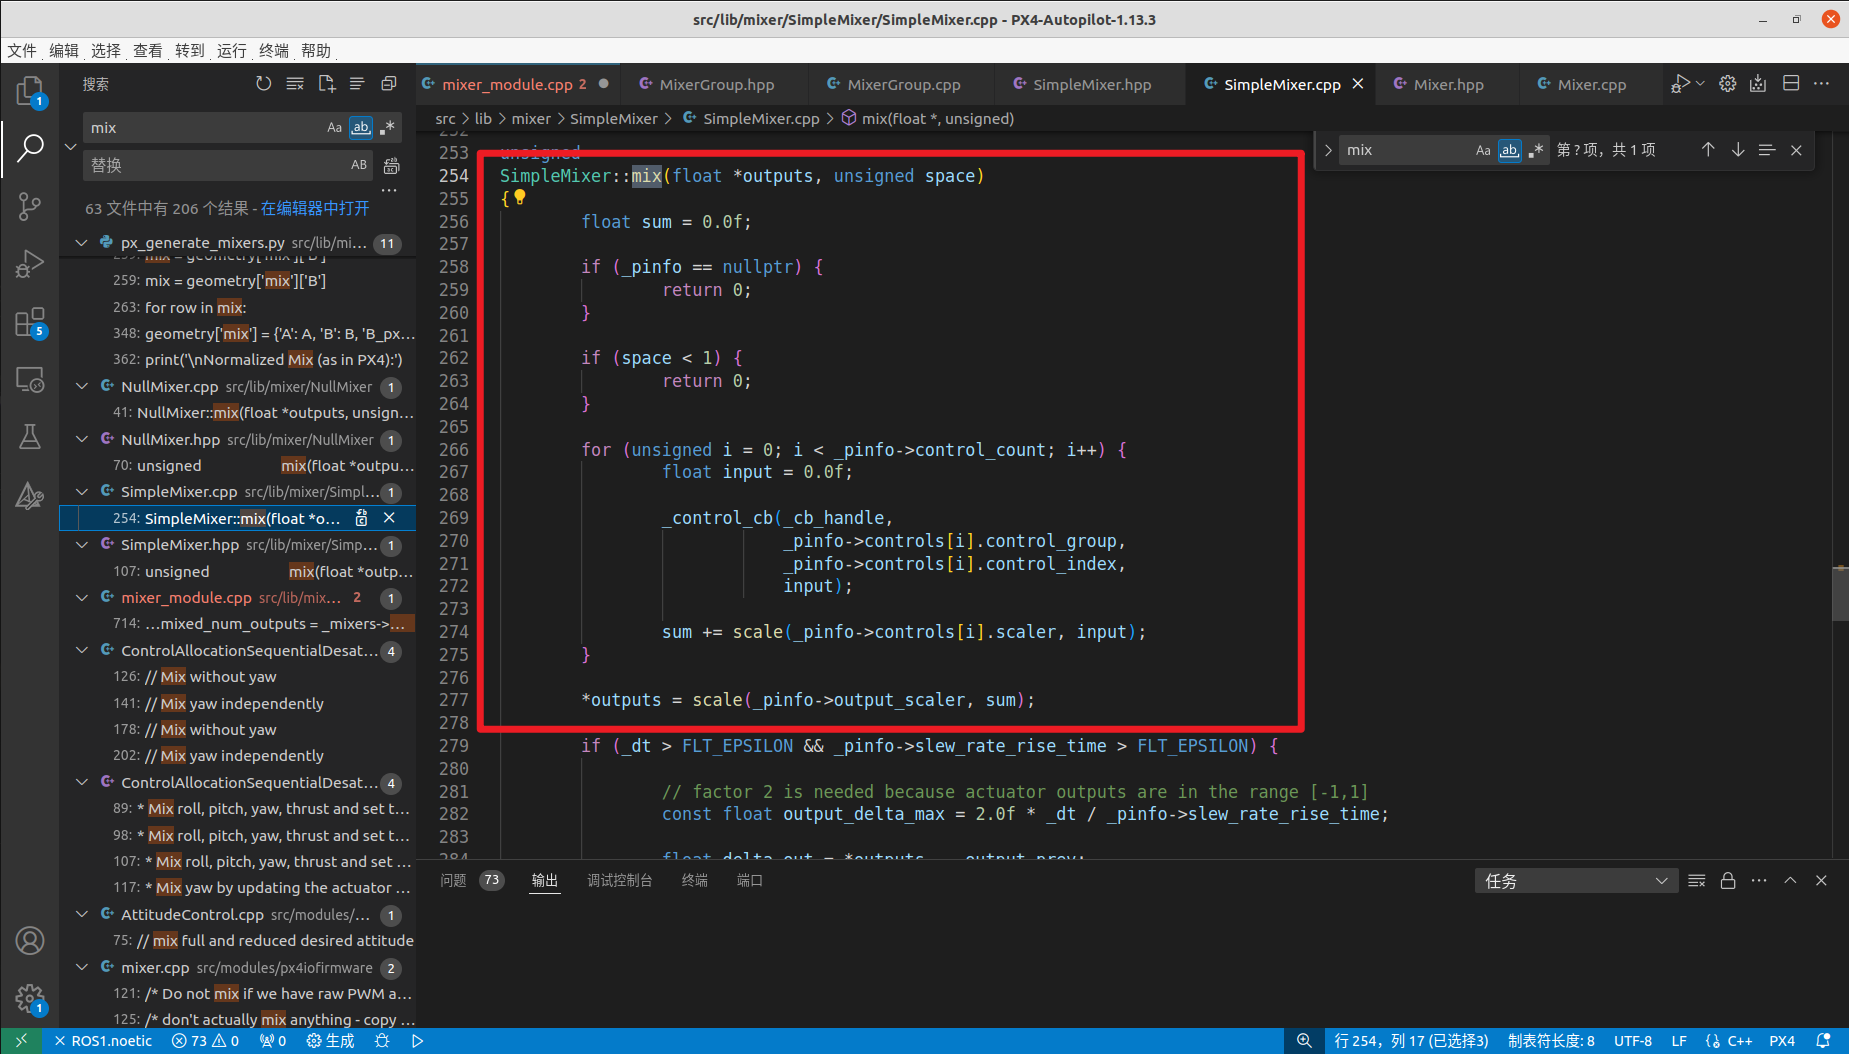 src/lib/mixer/SimpleMixer/SimpleMixer.cpp - PX4-Autopilot-1.13.3
文件 编辑 选择 查看 转到 运行 终端 帮助
搜索
mix
替换
63 文件中有 206 个结果 - 在编辑器中打开
px_generate_mixers.py src/lib/mi... 11
259: mix = geometry['mix']['B']
263: for row in mix:
348: geometry['mix'] = {'A': A, 'B': B, 'B_px...
362: print('\nNormalized Mix (as in PX4):')
NullMixer.cpp src/lib/mixer/NullMixer 1
41: NullMixer::mix(float *outputs, unsign...
NullMixer.hpp src/lib/mixer/NullMixer 1
70: unsigned mix(float *outpu...
SimpleMixer.cpp src/lib/mixer/Simpl... 1
254: SimpleMixer::mix(float *o...
SimpleMixer.hpp src/lib/mixer/Simp... 1
107: unsigned mix(float *outp...
mixer_module.cpp src/lib/mix... 2 1
714: ...mixed_num_outputs = _mixers->...
ControlAllocationSequentialDesat... 4
126: // Mix without yaw
141: // Mix yaw independently
178: // Mix without yaw
202: // Mix yaw independently
ControlAllocationSequentialDesat... 4
89: * Mix roll, pitch, yaw, thrust and set t...
98: * Mix roll, pitch, yaw, thrust and set t...
107: * Mix roll, pitch, yaw, thrust and set ...
117: * Mix yaw by updating the actuator ...
AttitudeControl.cpp src/modules/... 1
75: // mix full and reduced desired attitude
mixer.cpp src/modules/px4iofirmware 2
121: /* Do not mix if we have raw PWM a...
125: /* don't actually mix anything - copy ...
mixer_module.cpp 2 MixerGroup.hpp MixerGroup.cpp SimpleMixer.hpp SimpleMixer.cpp Mixer.hpp Mixer.cpp
src > lib > mixer > SimpleMixer > SimpleMixer.cpp > mix(float *, unsigned)
mix Aa ab 第 ? 项，共 1 项
252
253 unsigned
254 SimpleMixer::mix(float *outputs, unsigned space)
255 {
256 float sum = 0.0f;
257
258 if (_pinfo == nullptr) {
259 return 0;
260 }
261
262 if (space < 1) {
263 return 0;
264 }
265
266 for (unsigned i = 0; i < _pinfo->control_count; i++) {
267 float input = 0.0f;
268
269 _control_cb(_cb_handle,
270 _pinfo->controls[i].control_group,
271 _pinfo->controls[i].control_index,
272 input);
273
274 sum += scale(_pinfo->controls[i].scaler, input);
275 }
276
277 *outputs = scale(_pinfo->output_scaler, sum);
278
279 if (_dt > FLT_EPSILON && _pinfo->slew_rate_rise_time > FLT_EPSILON) {
280
281 // factor 2 is needed because actuator outputs are in the range [-1,1]
282 const float output_delta_max = 2.0f * _dt / _pinfo->slew_rate_rise_time;
283
284 float delta_out = *outputs - _output_prev;
问题 73 输出 调试控制台 终端 端口
任务
ROS1.noetic 73 0 0 生成
行 254，列 17 (已选择3) 制表符长度: 8 UTF-8 LF C++ PX4